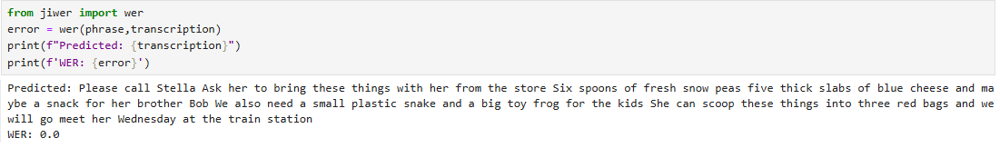 from jiwer import wer
error = wer(phrase,transcription)
print(f"Predicted: {transcription}")
print(f'WER: {error}')
Predicted: Please call Stella Ask her to bring these things with her from the store Six spoons of fresh snow peas five thick slabs of blue cheese and ma
ybe a snack for her brother Bob We also need a small plastic snake and a big toy frog for the kids She can scoop these things into three red bags and we
will go meet her Wednesday at the train station
WER: 0.0